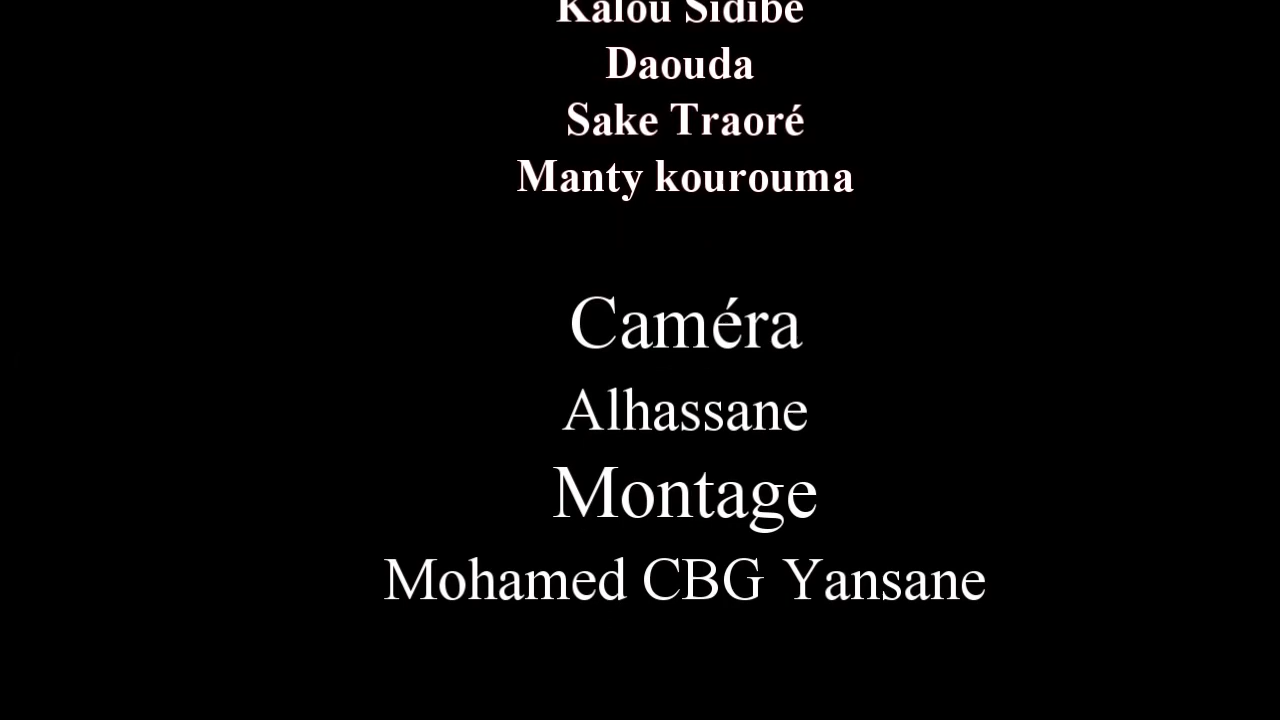 Kalou Sidibé
Daouda
Sake Traoré
Manty kourouma
Caméra
Alhassane
Montage
Mohamed CBG Yansane